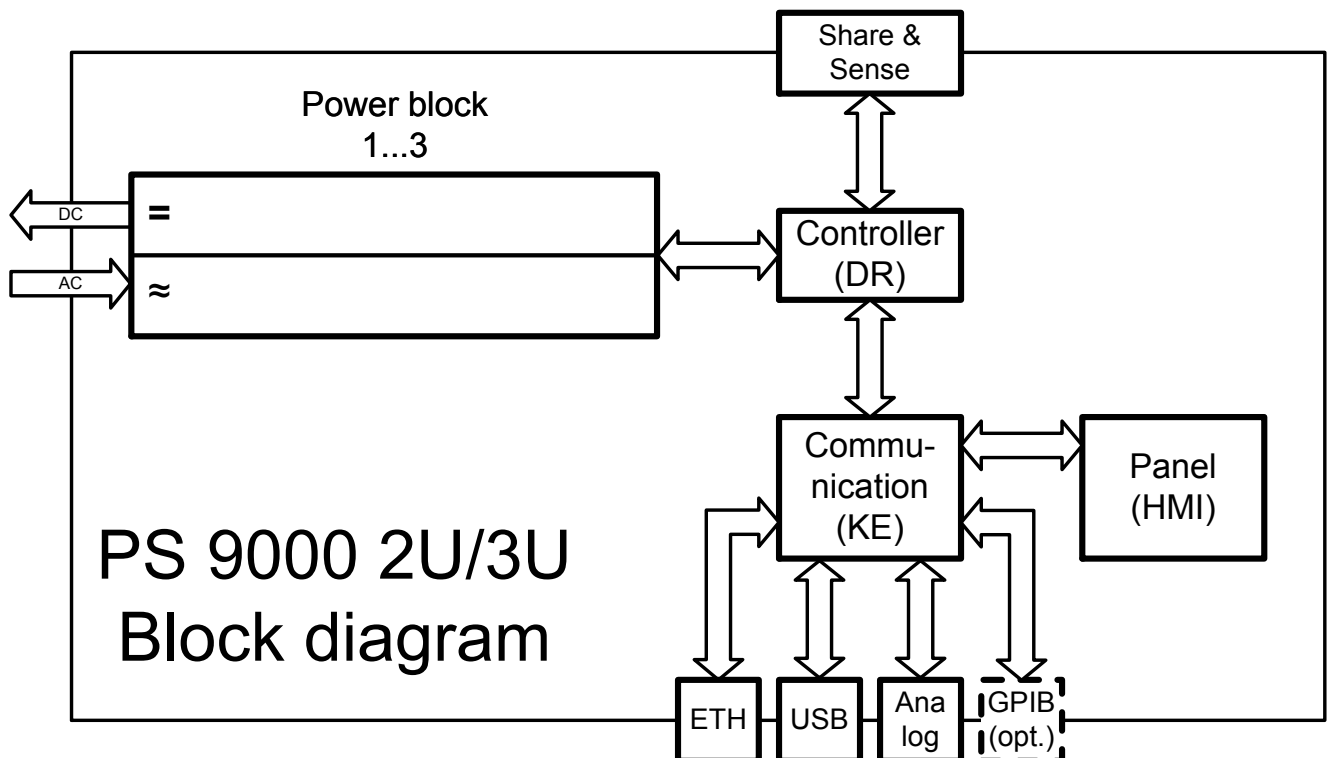 Share &
Sense
Power block
1...3
DC
=
Controller
(DR)
AC
≈
Commu-
nication
(KE)
Panel
(HMI)
PS 9000 2U/3U
Block diagram
ETH
USB
Ana
log
GPIB
(opt.)